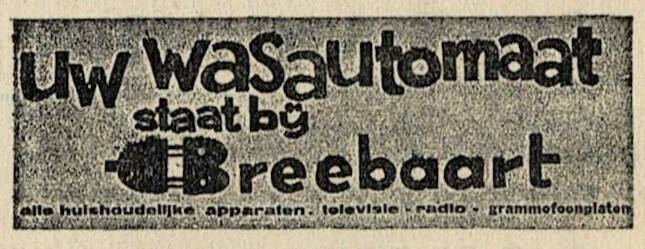 uw wasautomaat
staat bij
Breebaart
alle huishoudelijke apparaten. televisie - radio - grammofoonplaten